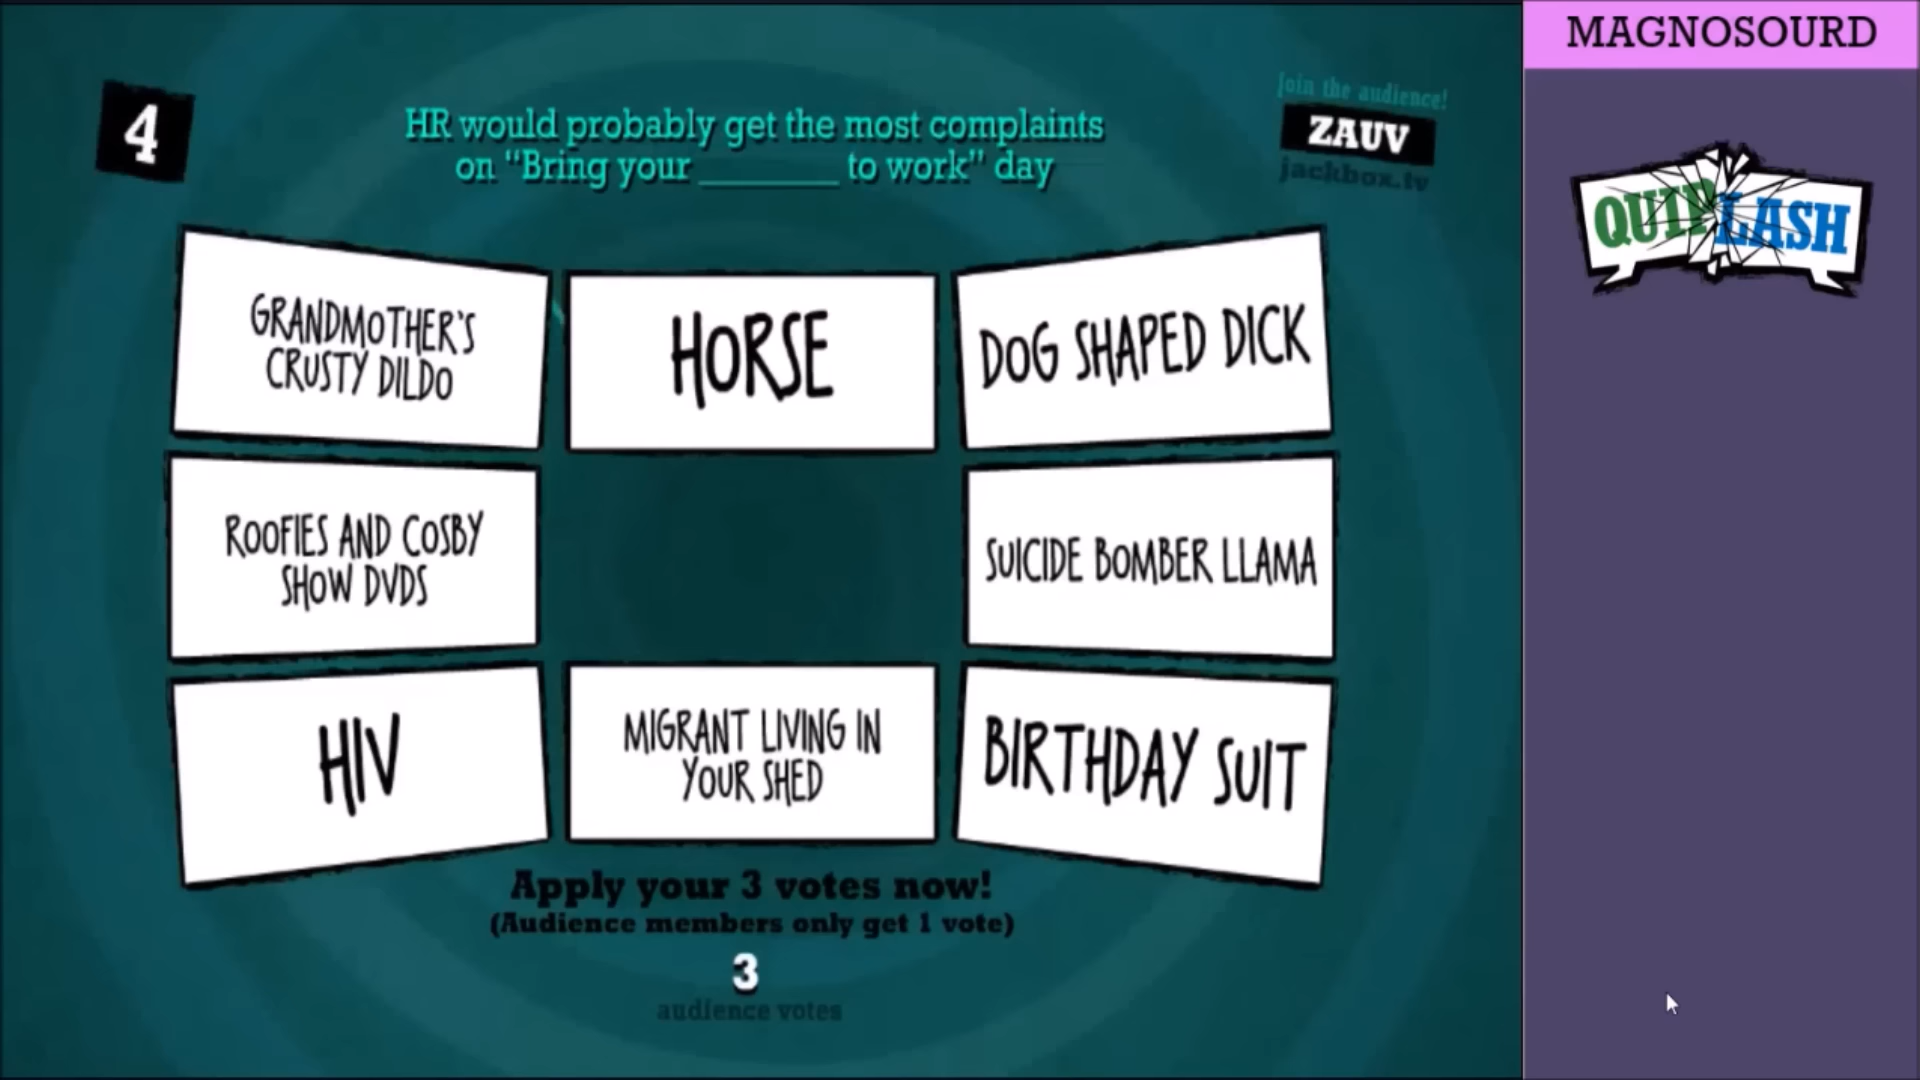 MAGNOSOURD
4
HR would probably get the most complaints
on “Bring your ________ to work” day
Join the audience!
ZAUV
jackbox.tv
QUIPLASH
GRANDMOTHER'S
CRUSTY DILDO
HORSE
DOG SHAPED DICK
ROOFIES AND COSBY
SHOW DVDS
SUICIDE BOMBER LLAMA
HIV
MIGRANT LIVING IN
YOUR SHED
BIRTHDAY SUIT
Apply your 3 votes now!
(Audience members only get 1 vote)
3
audience votes